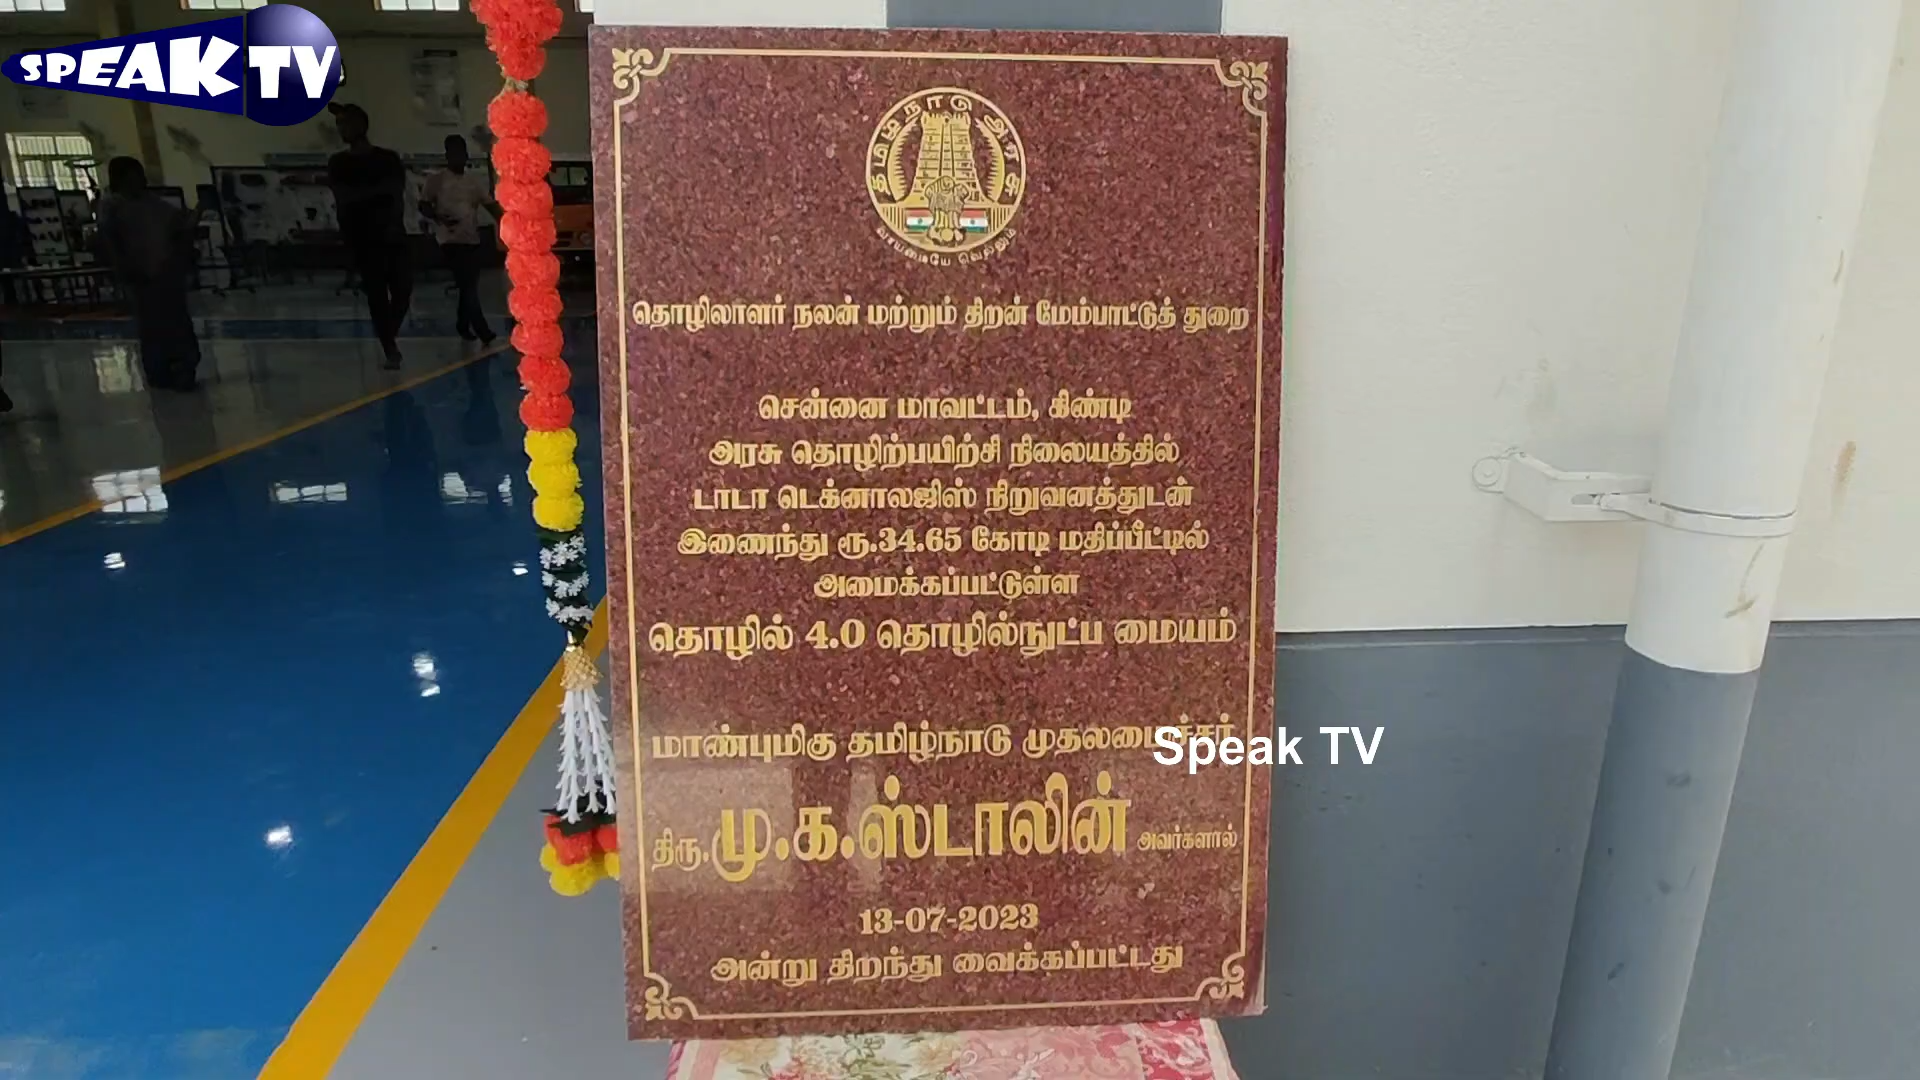 SPEAK TV
தமிழ்நாடு அரசு
வாய்மையே வெல்லும்
தொழிலாளர் நலன் மற்றும் திறன் மேம்பாட்டுத் துறை
சென்னை மாவட்டம், கிண்டி
அரசு தொழிற்பயிற்சி நிலையத்தில்
டாடா டெக்னாலஜிஸ் நிறுவனத்துடன்
இணைந்து ரூ.34.65 கோடி மதிப்பீட்டில்
அமைக்கப்பட்டுள்ள
தொழில் 4.0 தொழில்நுட்ப மையம்
மாண்புமிகு தமிழ்நாடு முதலமைச்சர்
Speak TV
திரு.மு.க.ஸ்டாலின் அவர்களால்
13-07-2023
அன்று திறந்து வைக்கப்பட்டது